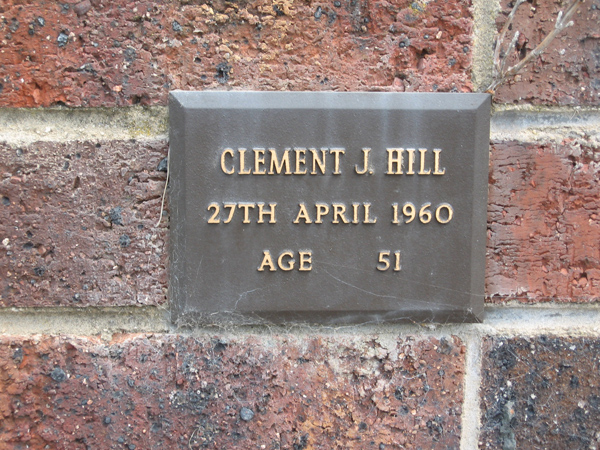 CLEMENT J. HILL
27TH APRIL 1960
AGE 51